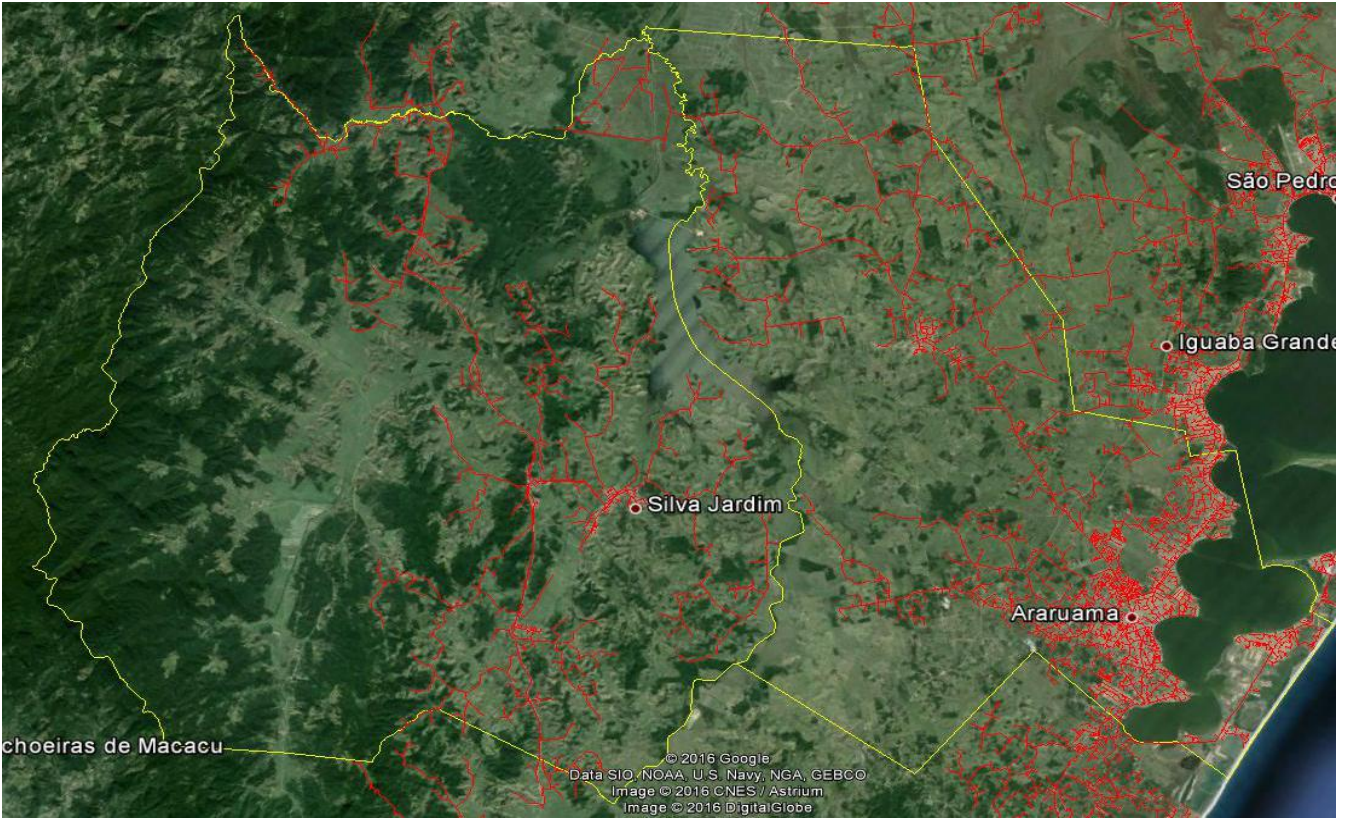 São Pedro
Iguaba Grande
Silva Jardim
Araruama
choeiras de Macacu
© 2016 Google
Data SIO, NOAA, U.S. Navy, NGA, GEBCO
Image © 2016 CNES / Astrium
Image © 2016 DigitalGlobe